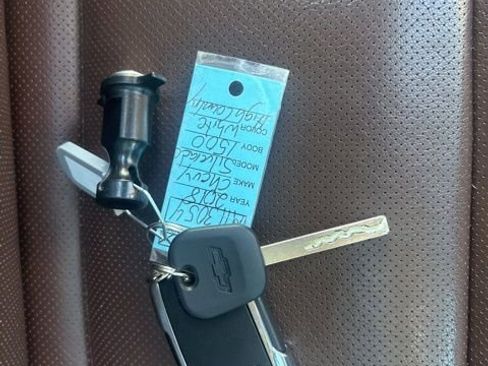 YEAR 2018
MAKE Chevy
MODEL Silverado
BODY 1500
COLOR White
High Country